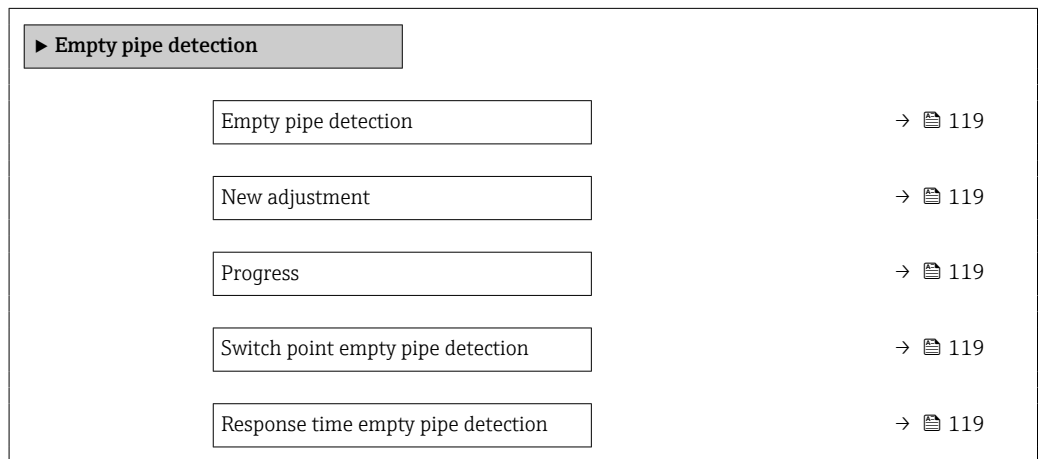 ▶ Empty pipe detection
Empty pipe detection → 119
New adjustment → 119
Progress → 119
Switch point empty pipe detection → 119
Response time empty pipe detection → 119